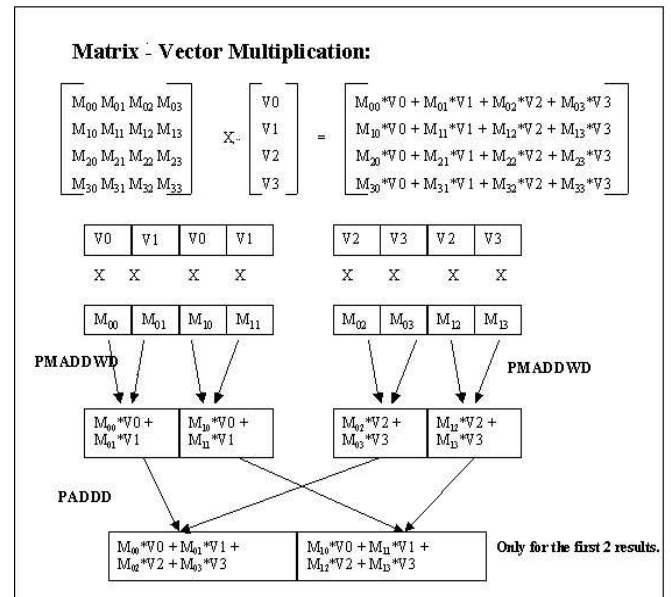 Matrix - Vector Multiplication:
M00 M01 M02 M03
M10 M11 M12 M13
M20 M21 M22 M23
M30 M31 M32 M33
X
V0
V1
V2
V3
=
M00*V0 + M01*V1 + M02*V2 + M03*V3
M10*V0 + M11*V1 + M12*V2 + M13*V3
M20*V0 + M21*V1 + M22*V2 + M23*V3
M30*V0 + M31*V1 + M32*V2 + M33*V3
V0 V1 V0 V1 V2 V3 V2 V3
X X X X X X X X
M00 M01 M10 M11 M02 M03 M12 M13
PMADDWD PMADDWD
M00*V0 + M10*V0 + M02*V2 + M12*V2 +
M01*V1 M11*V1 M03*V3 M13*V3
PADDD
M00*V0 + M01*V1 + M10*V0 + M11*V1 +
M02*V2 + M03*V3 M12*V2 + M13*V3
Only for the first 2 results.